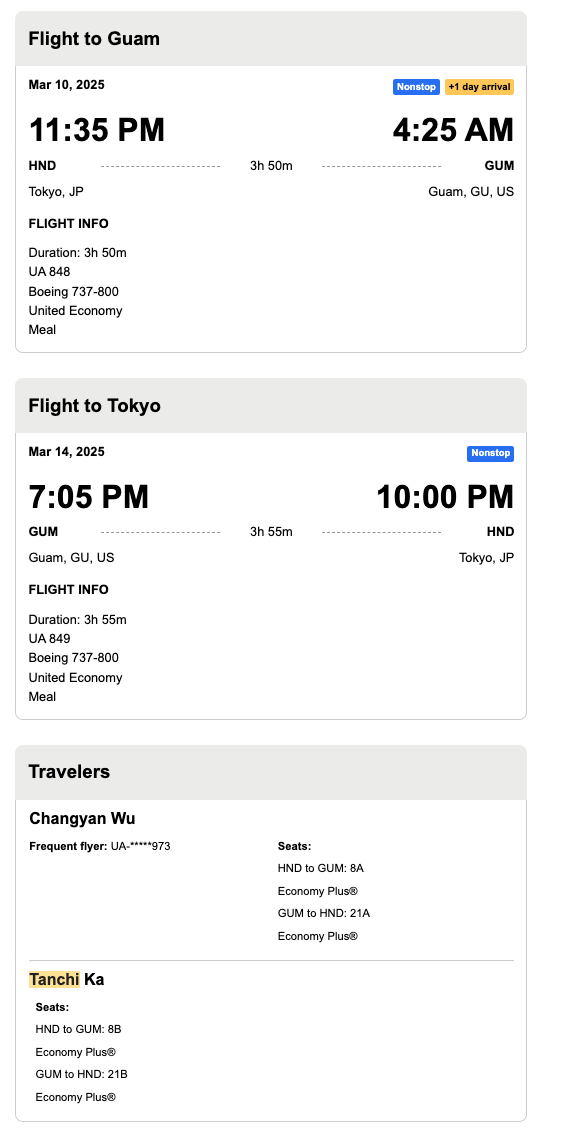 Flight to Guam
Mar 10, 2025 Nonstop +1 day arrival
11:35 PM 4:25 AM
HND 3h 50m GUM
Tokyo, JP Guam, GU, US
FLIGHT INFO
Duration: 3h 50m
UA 848
Boeing 737-800
United Economy
Meal
Flight to Tokyo
Mar 14, 2025 Nonstop
7:05 PM 10:00 PM
GUM 3h 55m HND
Guam, GU, US Tokyo, JP
FLIGHT INFO
Duration: 3h 55m
UA 849
Boeing 737-800
United Economy
Meal
Travelers
Changyan Wu
Frequent flyer: UA-*****973 Seats:
HND to GUM: 8A
Economy Plus®
GUM to HND: 21A
Economy Plus®
Tanchi Ka
Seats:
HND to GUM: 8B
Economy Plus®
GUM to HND: 21B
Economy Plus®